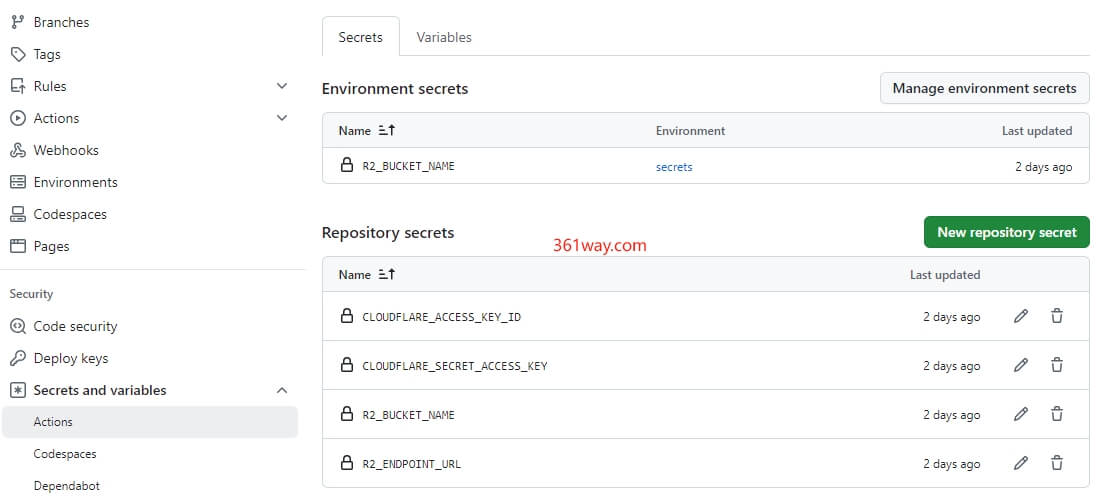 Branches
Tags
Rules
Actions
Webhooks
Environments
Codespaces
Pages
Security
Code security
Deploy keys
Secrets and variables
Actions
Codespaces
Dependabot
Secrets Variables
Environment secrets Manage environment secrets
Name Environment Last updated
R2_BUCKET_NAME secrets 2 days ago
Repository secrets New repository secret
361way.com
Name Last updated
CLOUDFLARE_ACCESS_KEY_ID 2 days ago
CLOUDFLARE_SECRET_ACCESS_KEY 2 days ago
R2_BUCKET_NAME 2 days ago
R2_ENDPOINT_URL 2 days ago